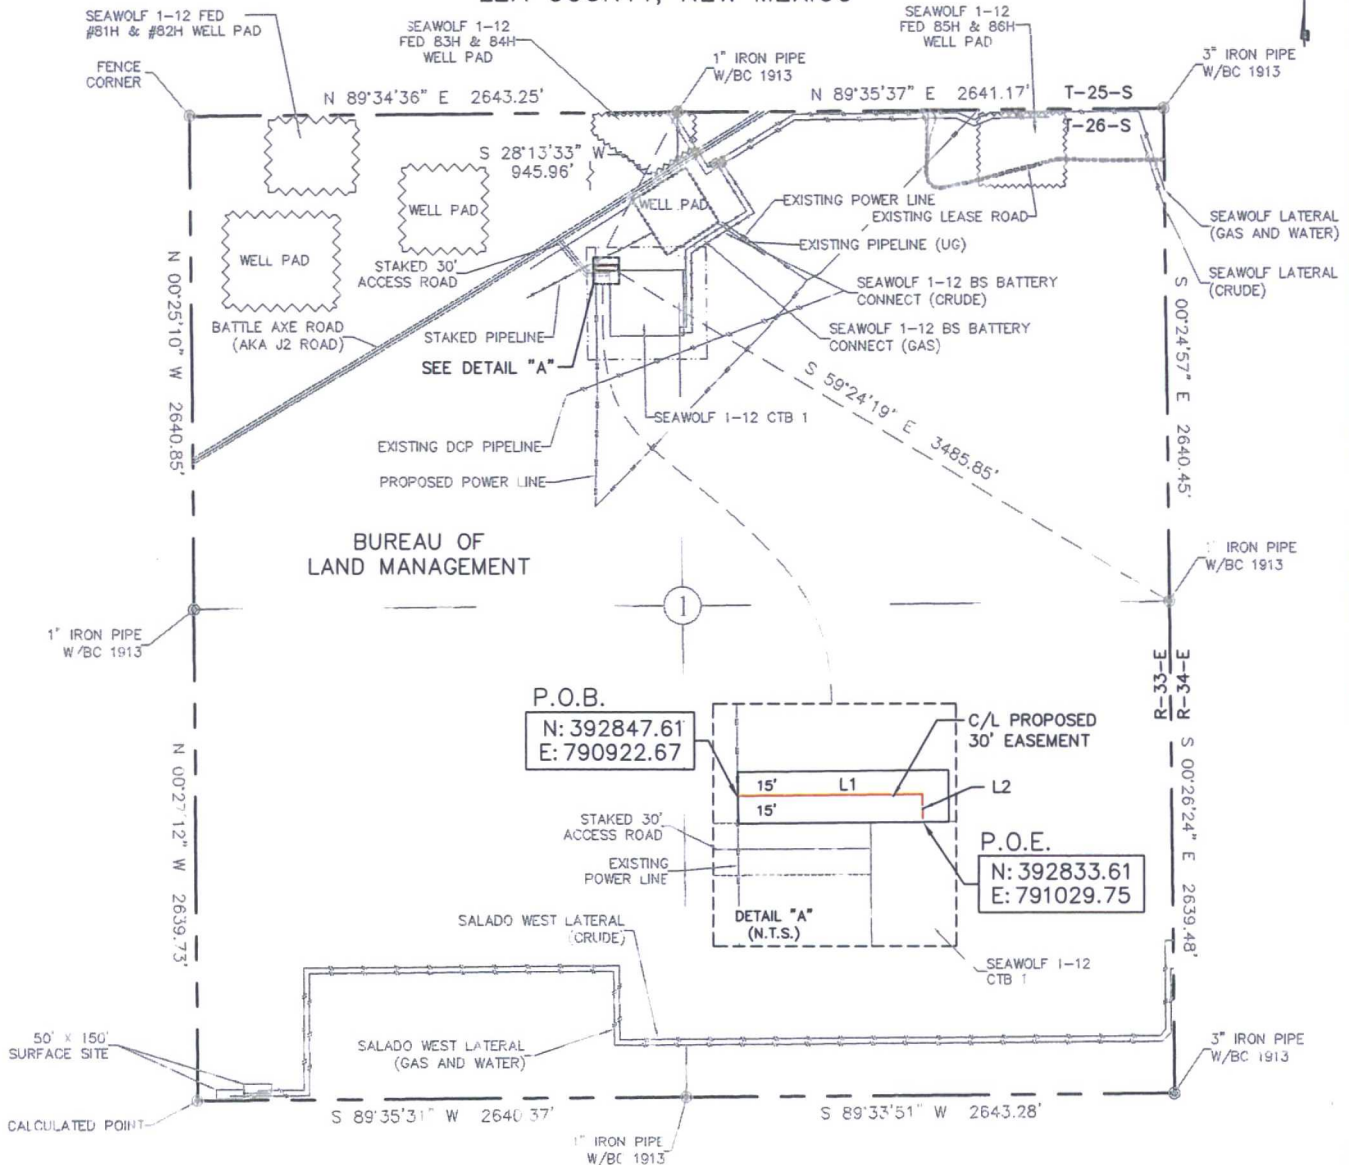 LEA COUNTY, NEW MEXICO
SEAWOLF 1-12 FED
#81H & #82H WELL PAD
SEAWOLF 1-12
FED 83H & 84H
WELL PAD
SEAWOLF 1-12
FED 85H & 86H
WELL PAD
FENCE
CORNER
1" IRON PIPE
W/BC 1913
3" IRON PIPE
W/BC 1913
N 89°34'36" E 2643.25'
N 89°35'37" E 2641.17'
T-25-S
T-26-S
S 28°13'33" W
945.96'
WELL PAD
WELL PAD
WELL PAD
EXISTING POWER LINE
EXISTING LEASE ROAD
EXISTING PIPELINE (UG)
SEAWOLF LATERAL
(GAS AND WATER)
SEAWOLF LATERAL
(CRUDE)
STAKED 30'
ACCESS ROAD
SEAWOLF 1-12 BS BATTERY
CONNECT (CRUDE)
SEAWOLF 1-12 BS BATTERY
CONNECT (GAS)
BATTLE AXE ROAD
(AKA J2 ROAD)
STAKED PIPELINE
SEE DETAIL "A"
N 00°25'10" W 2640.85'
S 00°24'57" E 2640.45'
S 59°24'19" E 3485.85'
SEAWOLF 1-12 CTB 1
EXISTING DCP PIPELINE
PROPOSED POWER LINE
BUREAU OF
LAND MANAGEMENT
1" IRON PIPE
W/BC 1913
1
1" IRON PIPE
W/BC 1913
R-33-E
R-34-E
P.O.B.
N: 392847.61
E: 790922.67
C/L PROPOSED
30' EASEMENT
15' L1
L2
15'
STAKED 30'
ACCESS ROAD
EXISTING
POWER LINE
P.O.E.
N: 392833.61
E: 791029.75
DETAIL "A"
(N.T.S.)
SEAWOLF 1-12
CTB 1
N 00°27'12" W 2639.73'
S 00°26'24" E 2639.48'
SALADO WEST LATERAL
(CRUDE)
SALADO WEST LATERAL
(GAS AND WATER)
50' X 150'
SURFACE SITE
3" IRON PIPE
W/BC 1913
CALCULATED POINT
S 89°35'31" W 2640.37'
S 89°33'51" W 2643.28'
1" IRON PIPE
W/BC 1913